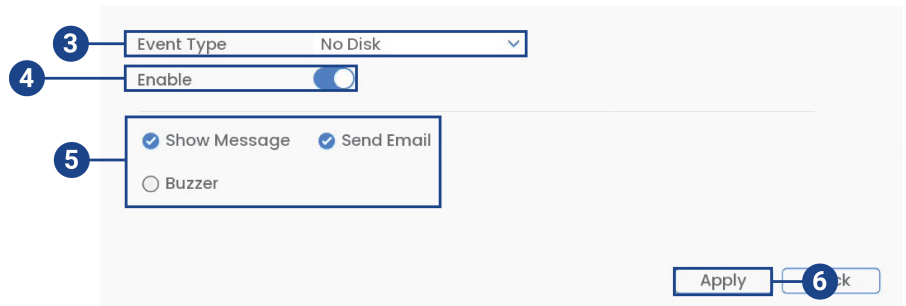 3 Event Type No Disk
4 Enable
Show Message Send Email
5
Buzzer
Apply 6 k